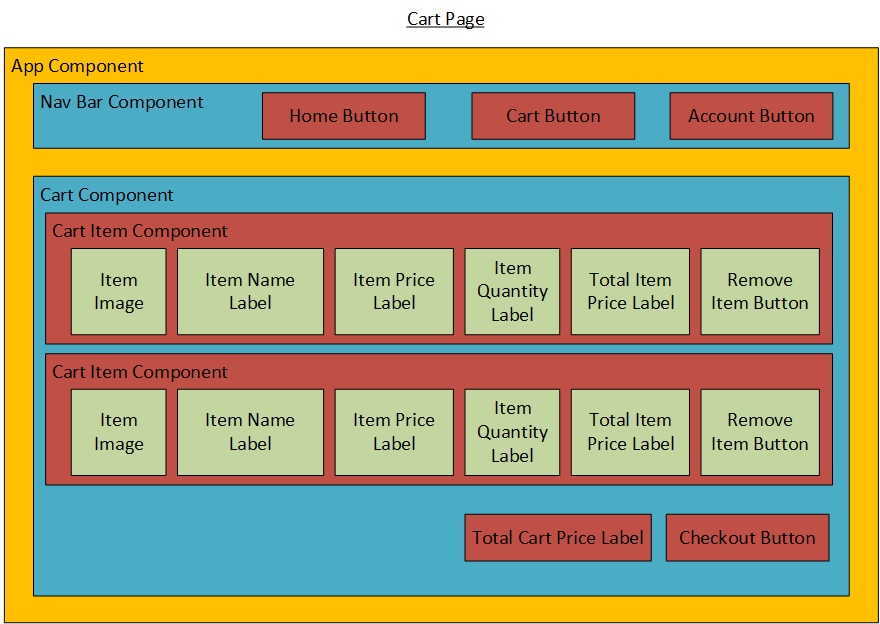 Cart Page
App Component
Nav Bar Component
Home Button
Cart Button
Account Button
Cart Component
Cart Item Component
Item
Image
Item Name
Label
Item Price
Label
Item
Quantity
Label
Total Item
Price Label
Remove
Item Button
Cart Item Component
Item
Image
Item Name
Label
Item Price
Label
Item
Quantity
Label
Total Item
Price Label
Remove
Item Button
Total Cart Price Label
Checkout Button